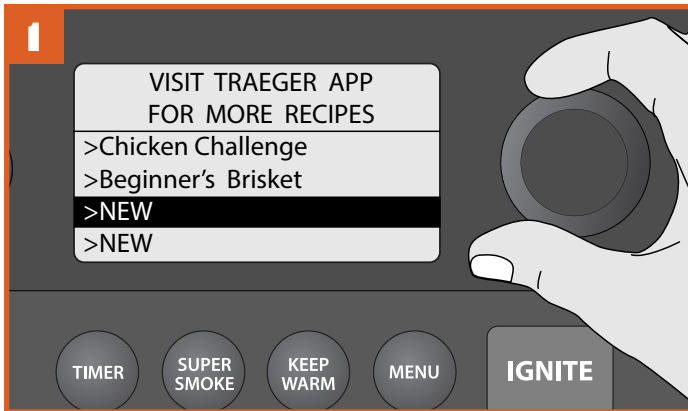 1
VISIT TRAEGER APP
FOR MORE RECIPES
>Chicken Challenge
>Beginner's Brisket
>NEW
>NEW
TIMER
SUPER
SMOKE
KEEP
WARM
MENU
IGNITE